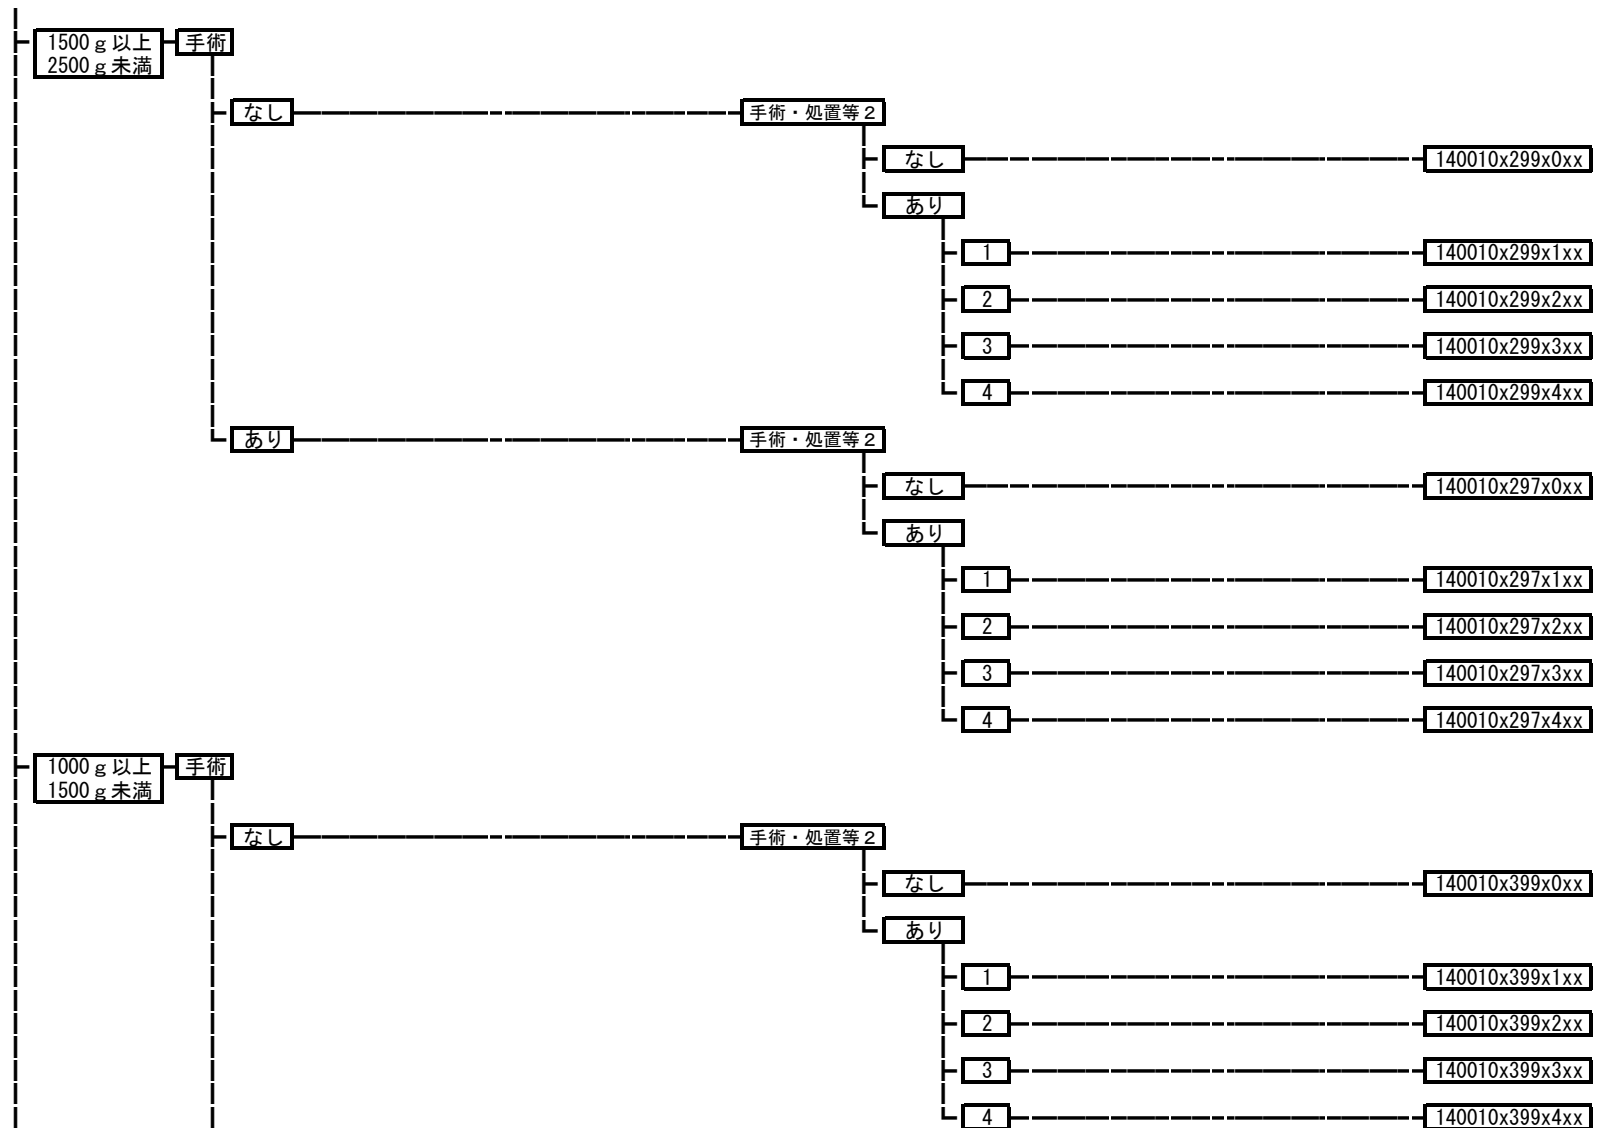 1500ｇ以上
2500ｇ未満
手術
なし
手術・処置等２
なし
140010x299x0xx
あり
1
140010x299x1xx
2
140010x299x2xx
3
140010x299x3xx
4
140010x299x4xx
あり
手術・処置等２
なし
140010x297x0xx
あり
1
140010x297x1xx
2
140010x297x2xx
3
140010x297x3xx
4
140010x297x4xx
1000ｇ以上
1500ｇ未満
手術
なし
手術・処置等２
なし
140010x399x0xx
あり
1
140010x399x1xx
2
140010x399x2xx
3
140010x399x3xx
4
140010x399x4xx